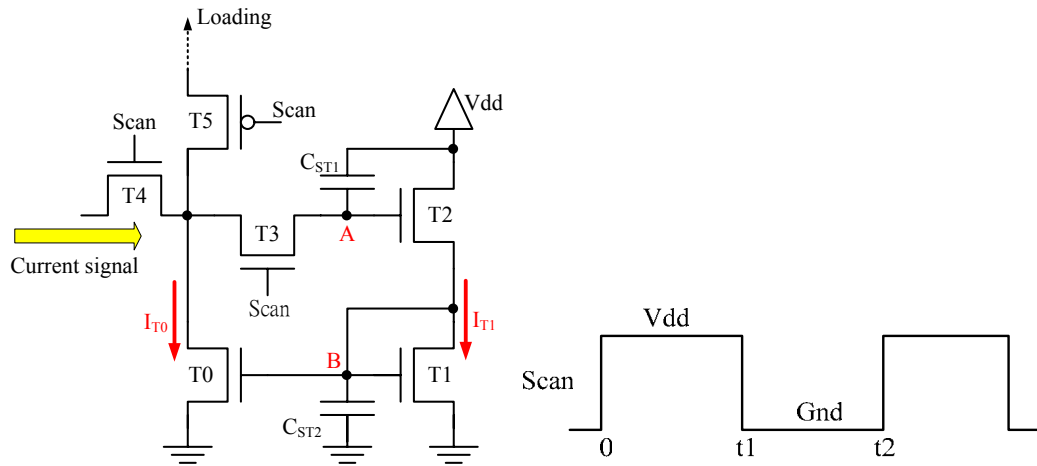 Loading
Scan
T5
Scan
Vdd
C_ST1
T4
T2
A
T3
Current signal
Scan
I_T0
I_T1
B
T0
T1
C_ST2
Vdd
Scan
Gnd
0
t1
t2